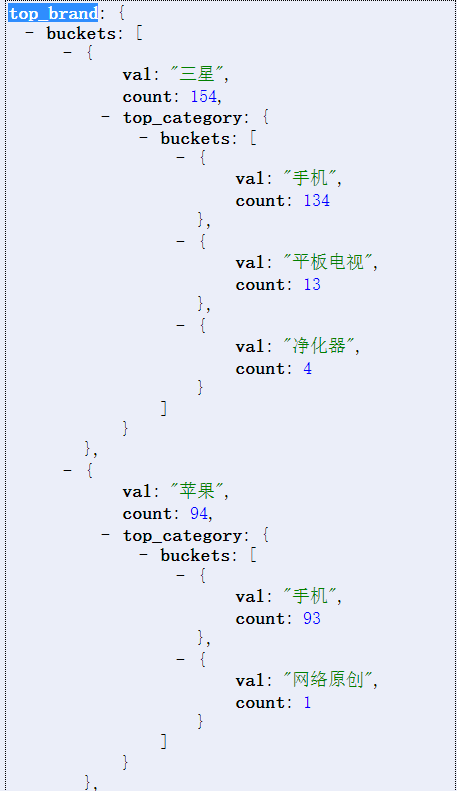 top_brand: {
- buckets: [
- {
val: "三星",
count: 154,
- top_category: {
- buckets: [
- {
val: "手机",
count: 134
},
- {
val: "平板电视",
count: 13
},
- {
val: "净化器",
count: 4
}
]
}
},
- {
val: "苹果",
count: 94,
- top_category: {
- buckets: [
- {
val: "手机",
count: 93
},
- {
val: "网络原创",
count: 1
}
]
}
},